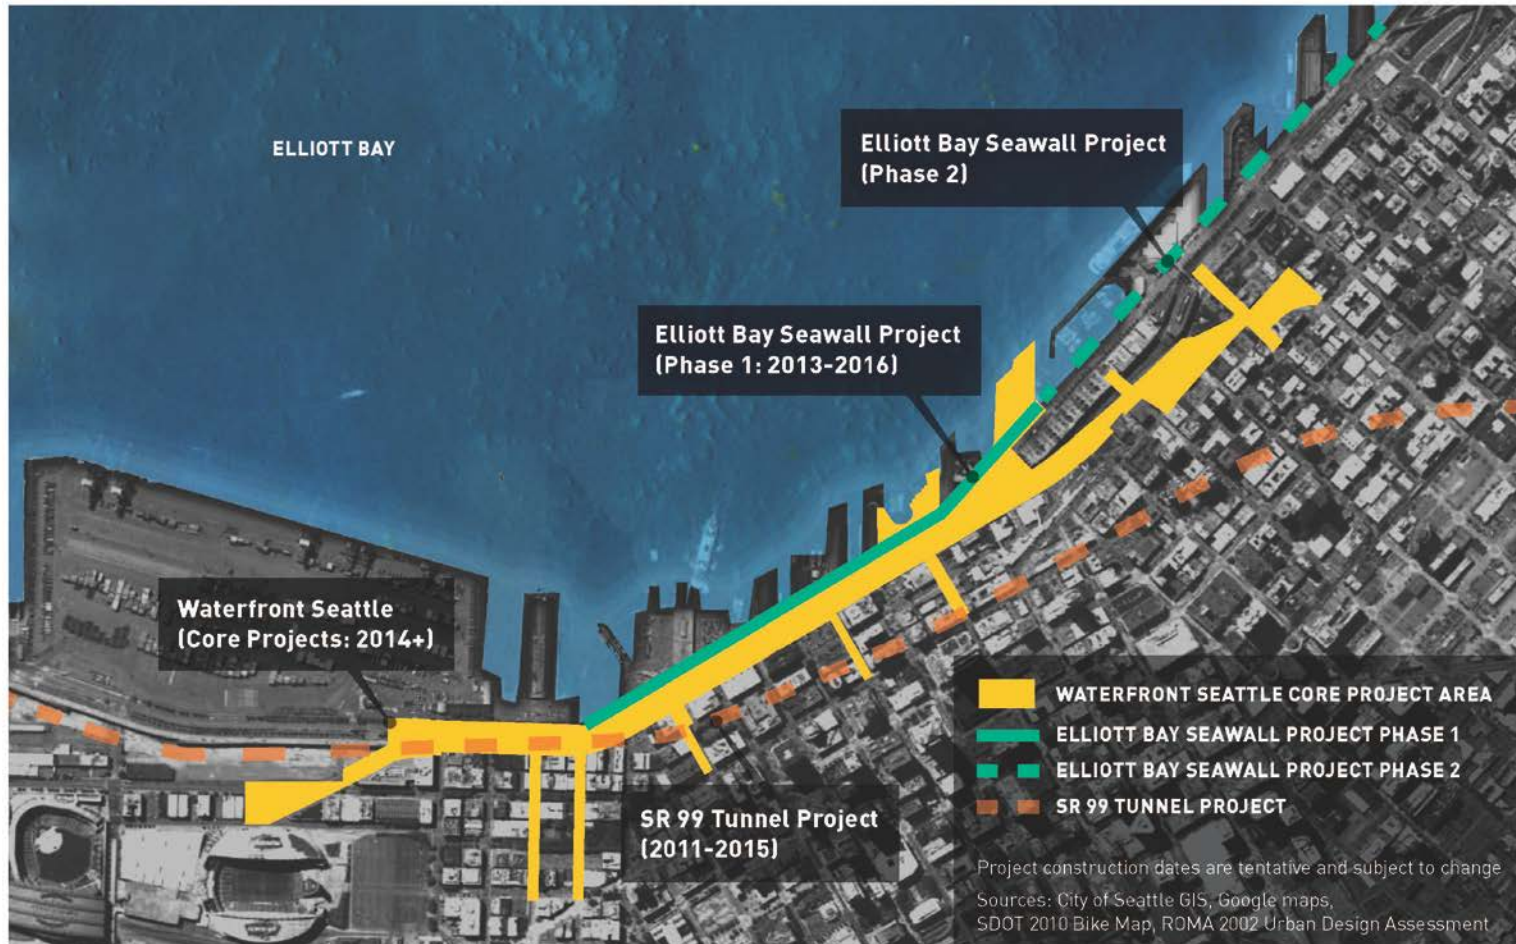 ELLIOTT BAY
Elliott Bay Seawall Project
(Phase 2)
Elliott Bay Seawall Project
(Phase 1: 2013-2016)
Waterfront Seattle
(Core Projects: 2014+)
SR 99 Tunnel Project
(2011-2015)
WATERFRONT SEATTLE CORE PROJECT AREA
ELLIOTT BAY SEAWALL PROJECT PHASE 1
ELLIOTT BAY SEAWALL PROJECT PHASE 2
SR 99 TUNNEL PROJECT
Project construction dates are tentative and subject to change
Sources: City of Seattle GIS, Google maps,
SDOT 2010 Bike Map, ROMA 2002 Urban Design Assessment